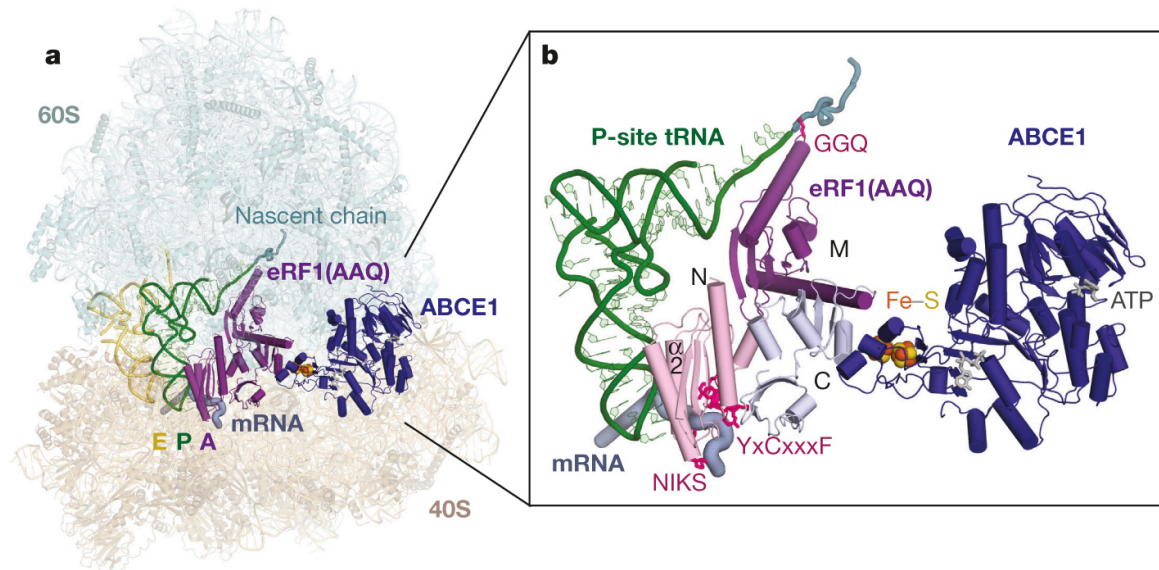 a
60S
Nascent chain
eRF1(AAQ)
ABCE1
mRNA
E P A
40S
b
P-site tRNA
GGQ
ABCE1
eRF1(AAQ)
M
N
Fe–S
ATP
α
2
C
YxCxxxF
mRNA
NIKS